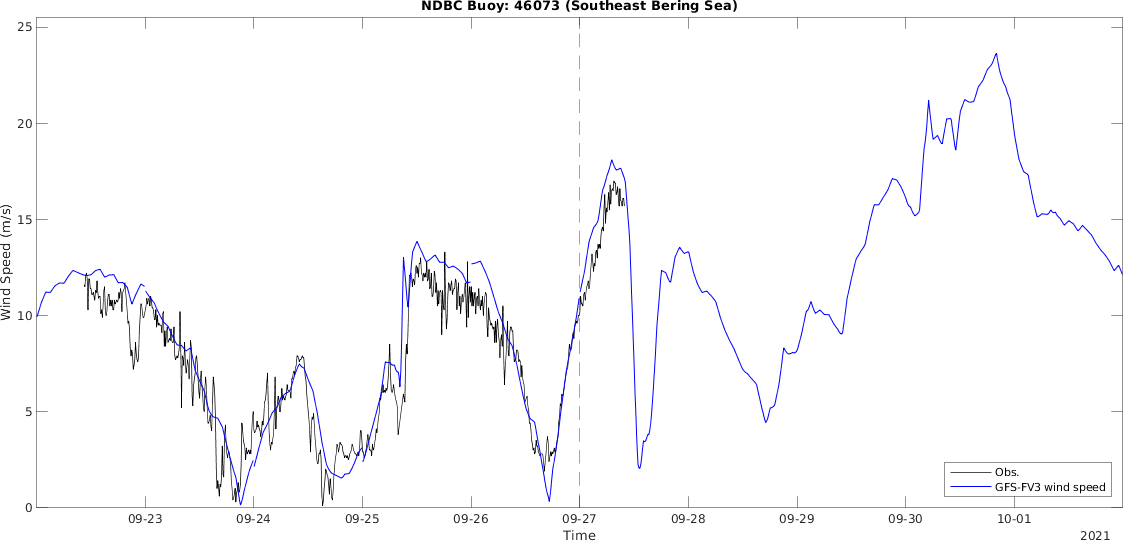 NDBC Buoy: 46073 (Southeast Bering Sea)
25
20
15
10
5
0
Wind Speed (m/s)
09-23 09-24 09-25 09-26 09-27 09-28 09-29 09-30 10-01
Time
2021
Obs.
GFS-FV3 wind speed